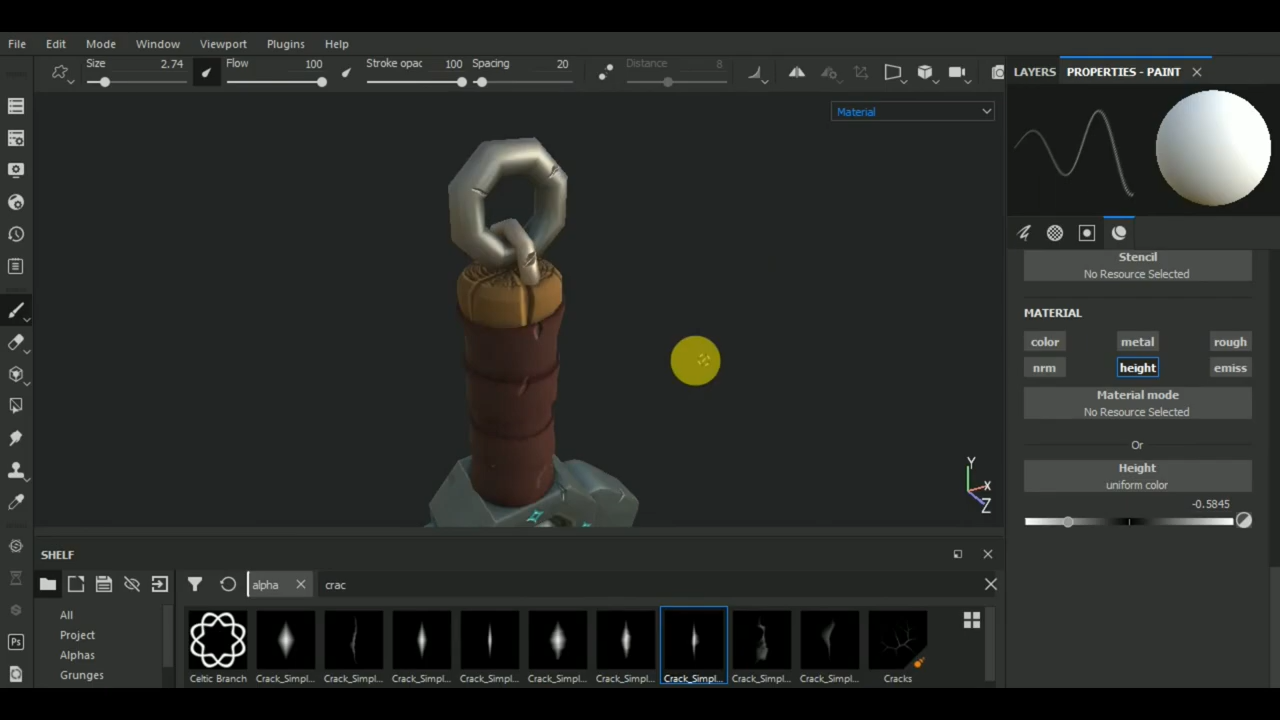 File Edit Mode Window Viewport Plugins Help
Size 2.74 Flow 100 Stroke opac 100 Spacing 20 Distance 8
LAYERS PROPERTIES - PAINT
Material
Stencil
No Resource Selected
MATERIAL
color metal rough
nrm height emiss
Material mode
No Resource Selected
Or
Height
uniform color
-0.5845
Y
X
Z
SHELF
alpha crac
All
Project
Alphas
Grunges
Celtic Branch Crack_Simpl... Crack_Simpl... Crack_Simpl... Crack_Simpl... Crack_Simpl... Crack_Simpl... Crack_Simpl... Crack_Simpl... Crack_Simpl... Cracks
Ps